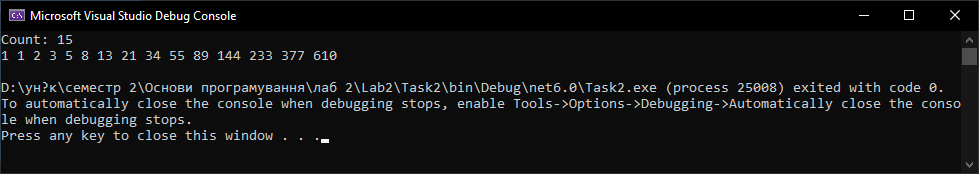 Microsoft Visual Studio Debug Console
Count: 15
1 1 2 3 5 8 13 21 34 55 89 144 233 377 610
D:\ун?к\семестр 2\Основи програмування\лаб 2\Lab2\Task2\bin\Debug\net6.0\Task2.exe (process 25008) exited with code 0.
To automatically close the console when debugging stops, enable Tools->Options->Debugging->Automatically close the conso
le when debugging stops.
Press any key to close this window . . .